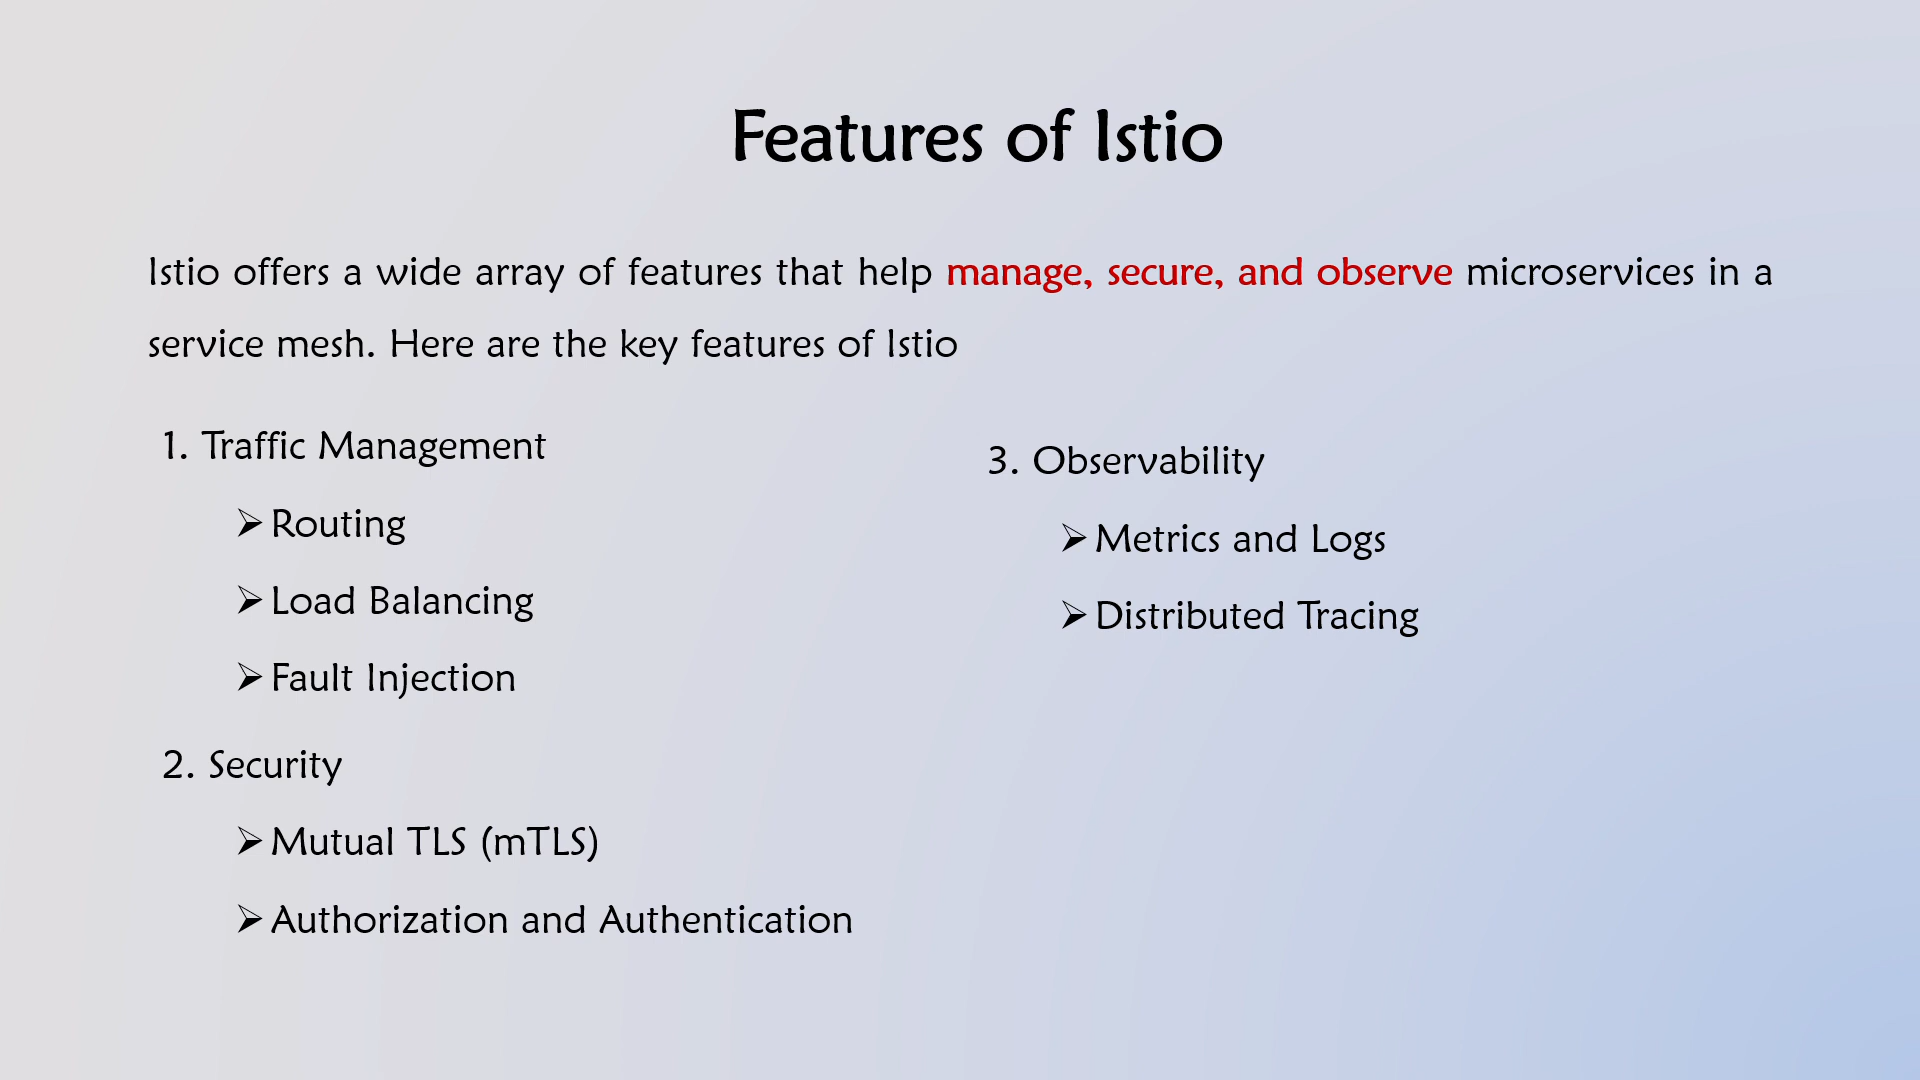 Features of Istio
Istio offers a wide array of features that help manage, secure, and observe microservices in a
service mesh. Here are the key features of Istio
1. Traffic Management
➢ Routing
➢ Load Balancing
➢ Fault Injection
2. Security
➢ Mutual TLS (mTLS)
➢ Authorization and Authentication
3. Observability
➢ Metrics and Logs
➢ Distributed Tracing